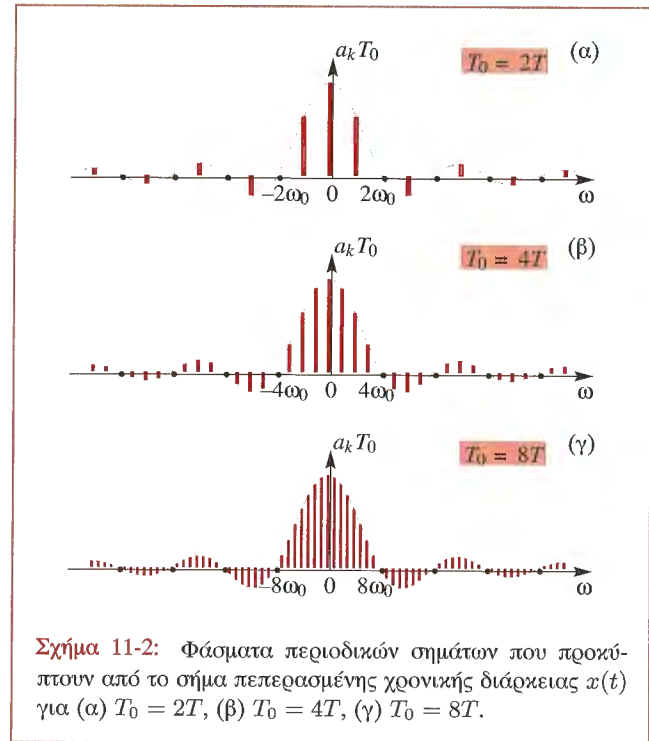 a_k T_0
T_0 = 2T (α)
−2ω_0 0 2ω_0 ω
a_k T_0
T_0 = 4T (β)
−4ω_0 0 4ω_0 ω
a_k T_0
T_0 = 8T (γ)
−8ω_0 0 8ω_0 ω
Σχήμα 11-2: Φάσματα περιοδικών σημάτων που προκύ-
πτουν από το σήμα πεπερασμένης χρονικής διάρκειας x(t)
για (α) T_0 = 2T, (β) T_0 = 4T, (γ) T_0 = 8T.